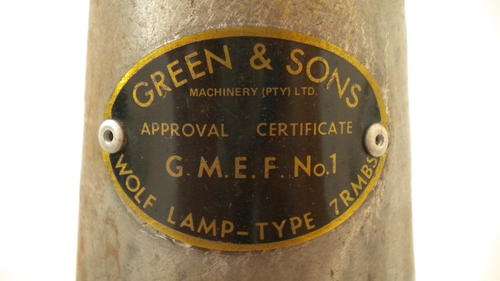 GREEN & SONS
MACHINERY (PTY) LTD.
APPROVAL CERTIFICATE
G.M.E.F. No.1
WOLF LAMP-TYPE 7RMBS